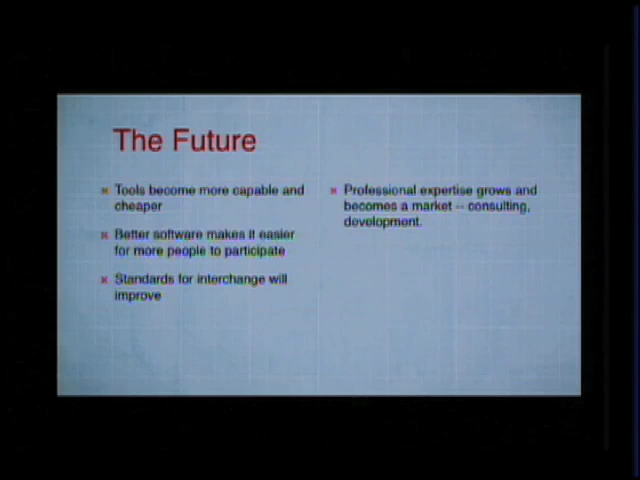 The Future
Tools become more capable and
cheaper
Better software makes it easier
for more people to participate
Standards for interchange will
improve
Professional expertise grows and
becomes a market -- consulting,
development.